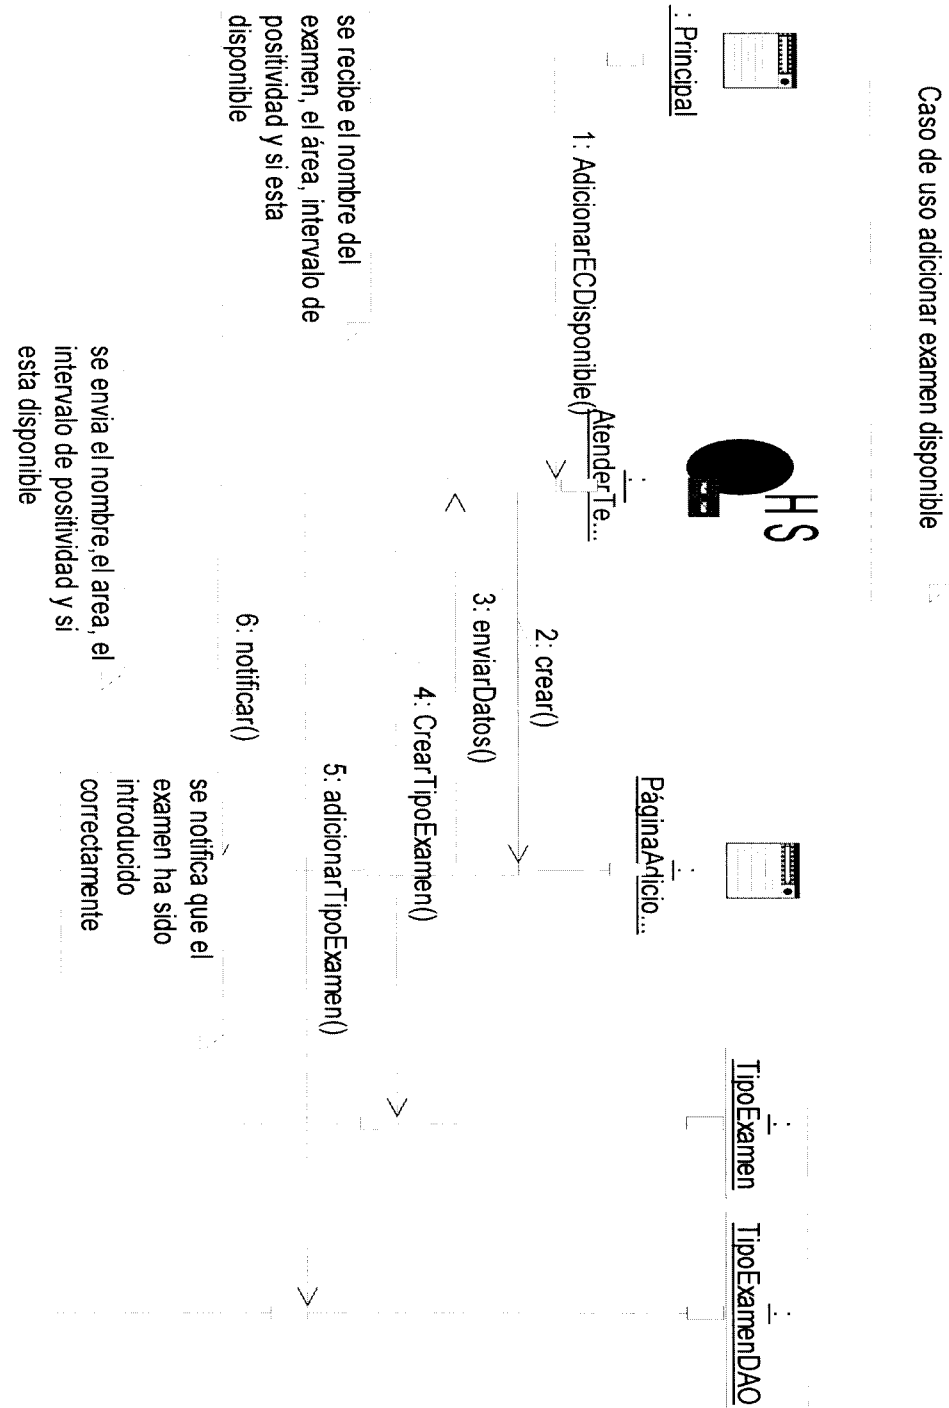 Caso de uso adicionar examen disponible
: Principal
HS
:
AtenderTe...
:
PáginaAdicio...
:
TipoExamen
:
TipoExamenDAO
1: AdicionarECDisponible()
2: crear()
3: enviarDatos()
4: CrearTipoExamen()
5: adicionarTipoExamen()
6: notificar()
se recibe el nombre del
examen, el área, intervalo de
positividad y si esta
disponible
se envia el nombre,el area, el
intervalo de positividad y si
esta disponible
se notifica que el
examen ha sido
introducido
correctamente